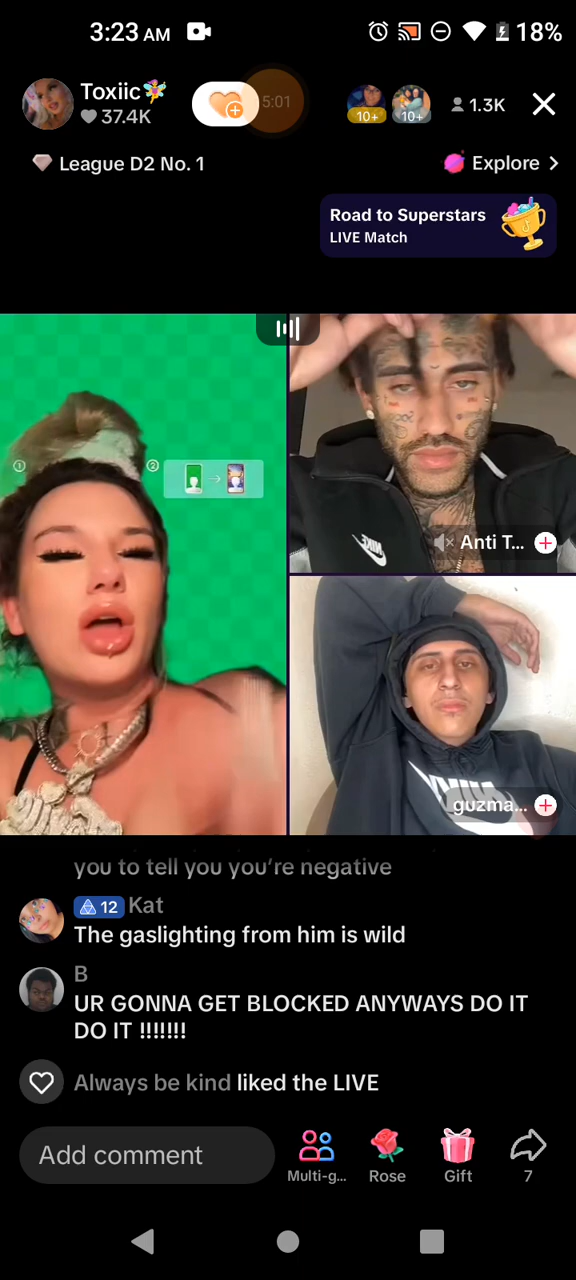 3:23 AM
18%
Toxiic
37.4K
5:01
10+
10+
1.3K
League D2 No. 1
Explore >
Road to Superstars
LIVE Match
1
2
Anti T...
guzma...
you to tell you you're negative
12 Kat
The gaslighting from him is wild
B
UR GONNA GET BLOCKED ANYWAYS DO IT
DO IT !!!!!!!
Always be kind liked the LIVE
Add comment
Multi-g...
Rose
Gift
7